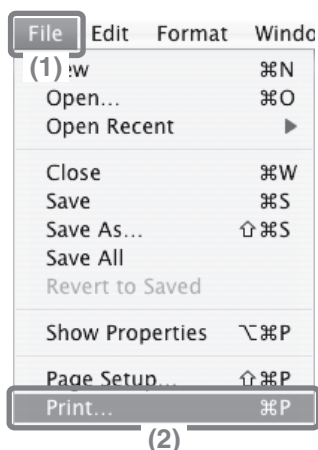 File Edit Format Windo
(1) ew ⌘N
Open... ⌘O
Open Recent ▶
Close ⌘W
Save ⌘S
Save As... ⇧⌘S
Save All
Revert to Saved
Show Properties ⌥⌘P
Page Setup... ⇧⌘P
Print... ⌘P
(2)